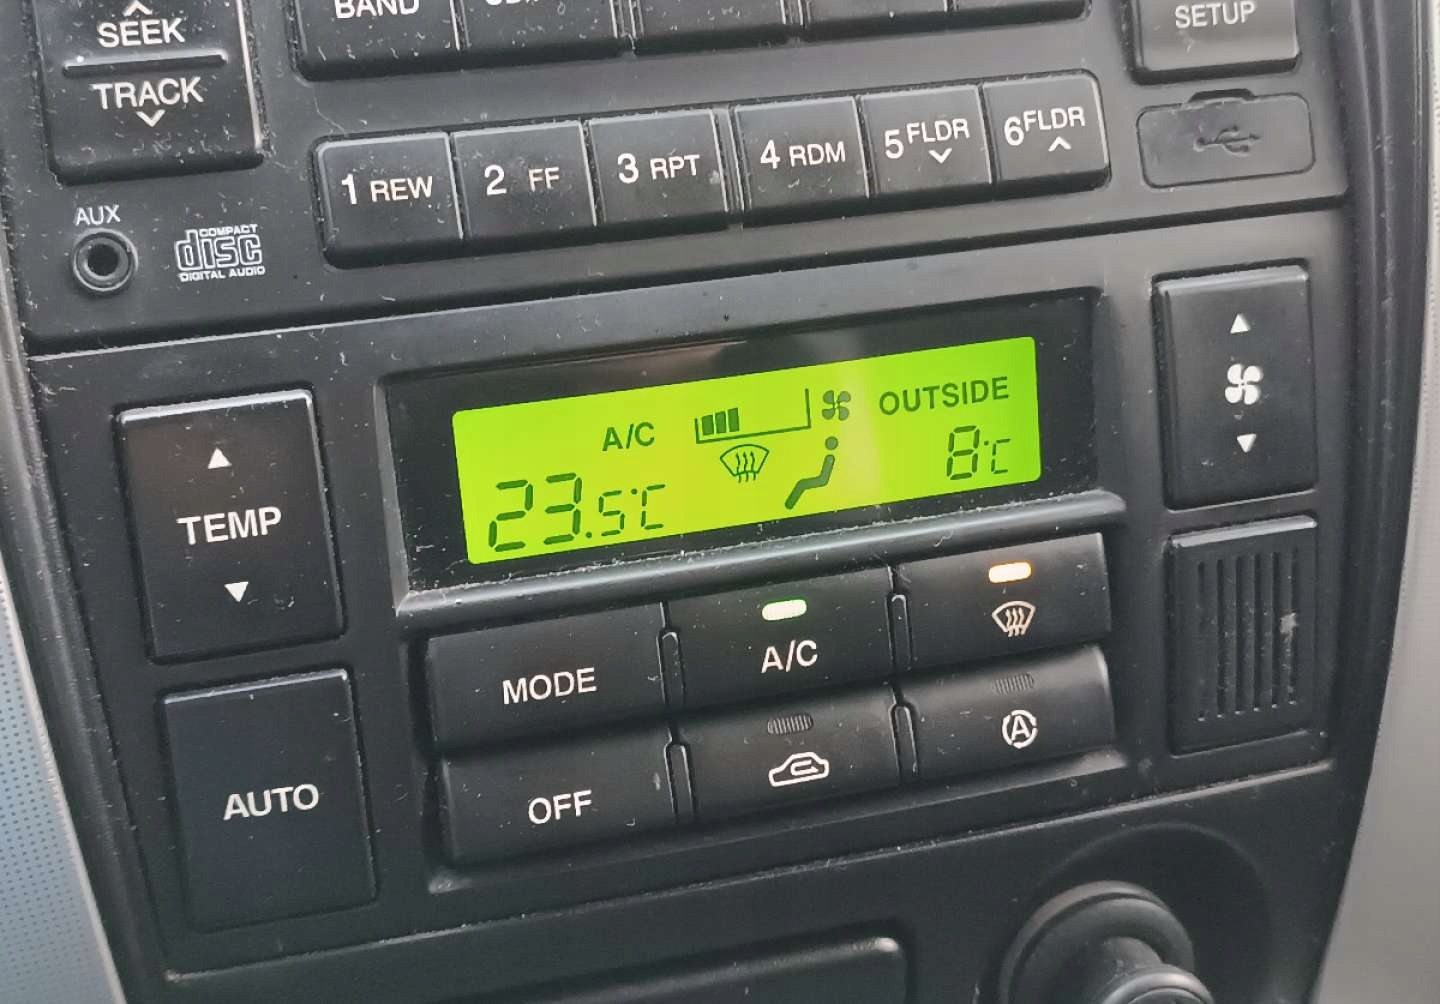 BAND
SETUP
SEEK
TRACK
1 REW
2 FF
3 RPT
4 RDM
5 FLDR
6 FLDR
AUX
COMPACT
disc
DIGITAL AUDIO
A/C
OUTSIDE
23.5°C
8°C
TEMP
MODE
A/C
AUTO
OFF
A